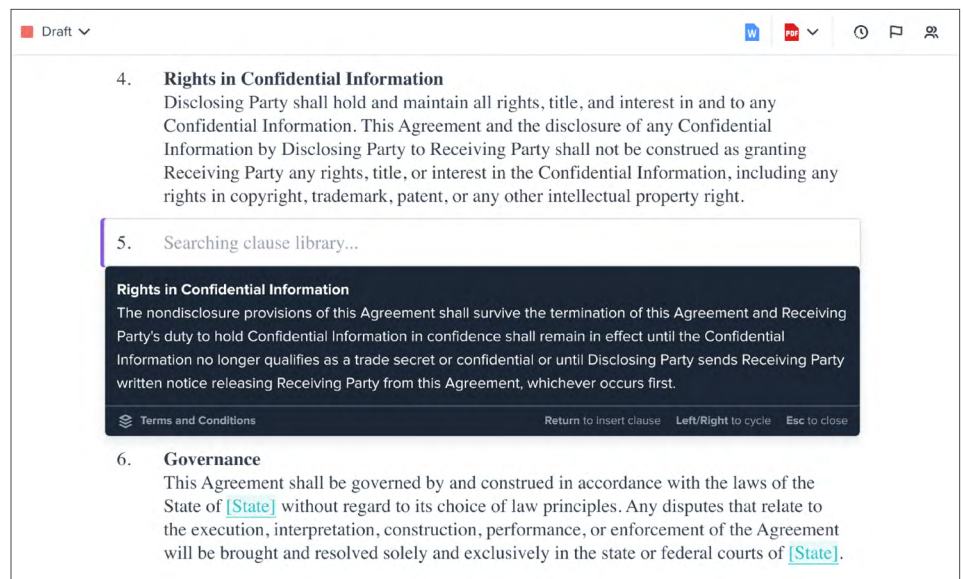 Draft
W
PDF
4. Rights in Confidential Information
Disclosing Party shall hold and maintain all rights, title, and interest in and to any
Confidential Information. This Agreement and the disclosure of any Confidential
Information by Disclosing Party to Receiving Party shall not be construed as granting
Receiving Party any rights, title, or interest in the Confidential Information, including any
rights in copyright, trademark, patent, or any other intellectual property right.
5. Searching clause library...
Rights in Confidential Information
The nondisclosure provisions of this Agreement shall survive the termination of this Agreement and Receiving
Party's duty to hold Confidential Information in confidence shall remain in effect until the Confidential
Information no longer qualifies as a trade secret or confidential or until Disclosing Party sends Receiving Party
written notice releasing Receiving Party from this Agreement, whichever occurs first.
Terms and Conditions Return to insert clause Left/Right to cycle Esc to close
6. Governance
This Agreement shall be governed by and construed in accordance with the laws of the
State of [State] without regard to its choice of law principles. Any disputes that relate to
the execution, interpretation, construction, performance, or enforcement of the Agreement
will be brought and resolved solely and exclusively in the state or federal courts of [State].